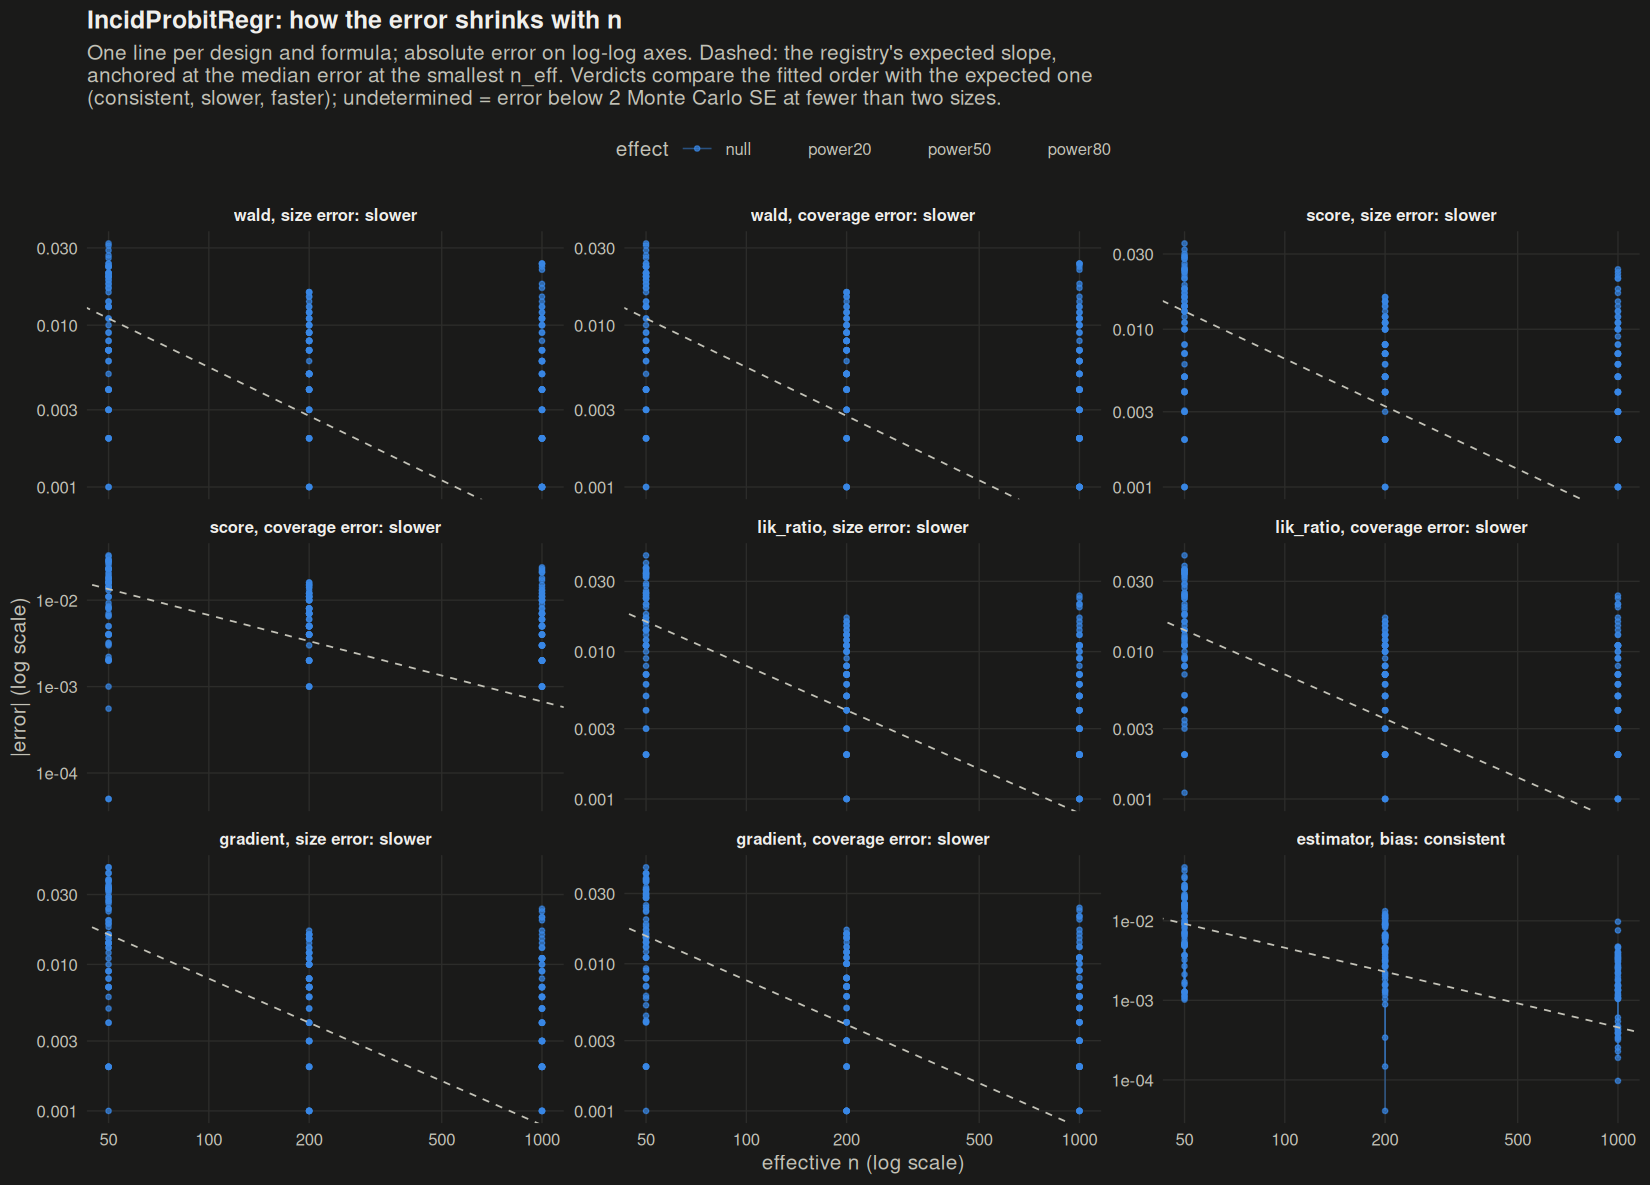 IncidProbitRegr: how the error shrinks with n
One line per design and formula; absolute error on log-log axes. Dashed: the registry's expected slope,
anchored at the median error at the smallest n_eff. Verdicts compare the fitted order with the expected one
(consistent, slower, faster); undetermined = error below 2 Monte Carlo SE at fewer than two sizes.
effect null power20 power50 power80
wald, size error: slower
wald, coverage error: slower
score, size error: slower
0.030 0.030 0.030
0.010 0.010 0.010
0.003 0.003 0.003
0.001 0.001 0.001
score, coverage error: slower
lik_ratio, size error: slower
lik_ratio, coverage error: slower
1e-02 0.030 0.030
1e-03 0.010 0.010
1e-04 0.003 0.003
0.001 0.001
|error| (log scale)
gradient, size error: slower
gradient, coverage error: slower
estimator, bias: consistent
0.030 0.030 1e-02
0.010 0.010 1e-03
0.003 0.003 1e-04
0.001 0.001
50 100 200 500 1000 50 100 200 500 1000 50 100 200 500 1000
effective n (log scale)